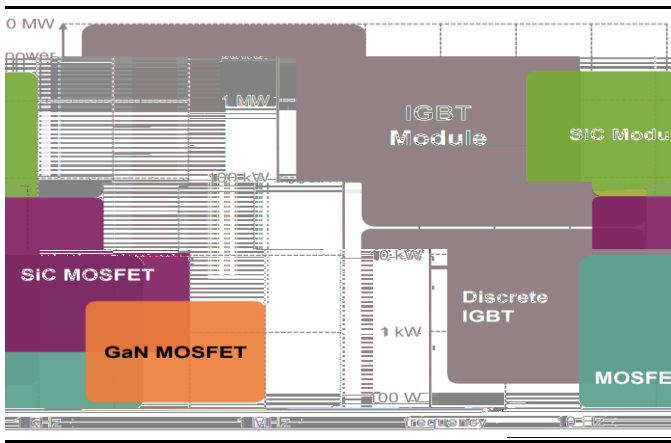 0 MW
power
1 MW
IGBT
Module
SiC Modu
100 kW
10 kW
SiC MOSFET
Discrete
IGBT
1 kW
GaN MOSFET
MOSFE
100 W
frequency